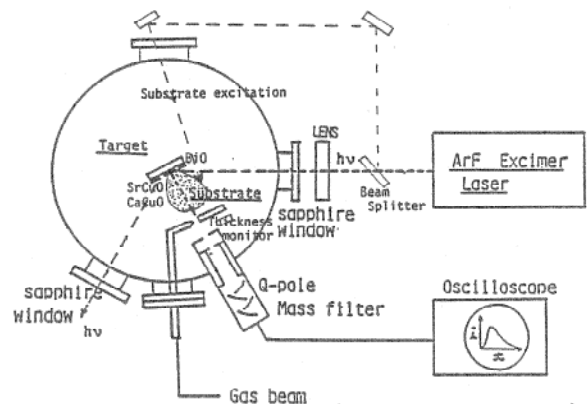 Substrate excitation
Target
BiO
SrCuO
CaCuO
Substrate
Thickness
monitor
LENS
hν
Beam
Splitter
ArF Excimer
Laser
sapphire
window
sapphire
window
hν
Q-pole
Mass filter
Oscilloscope
Gas beam